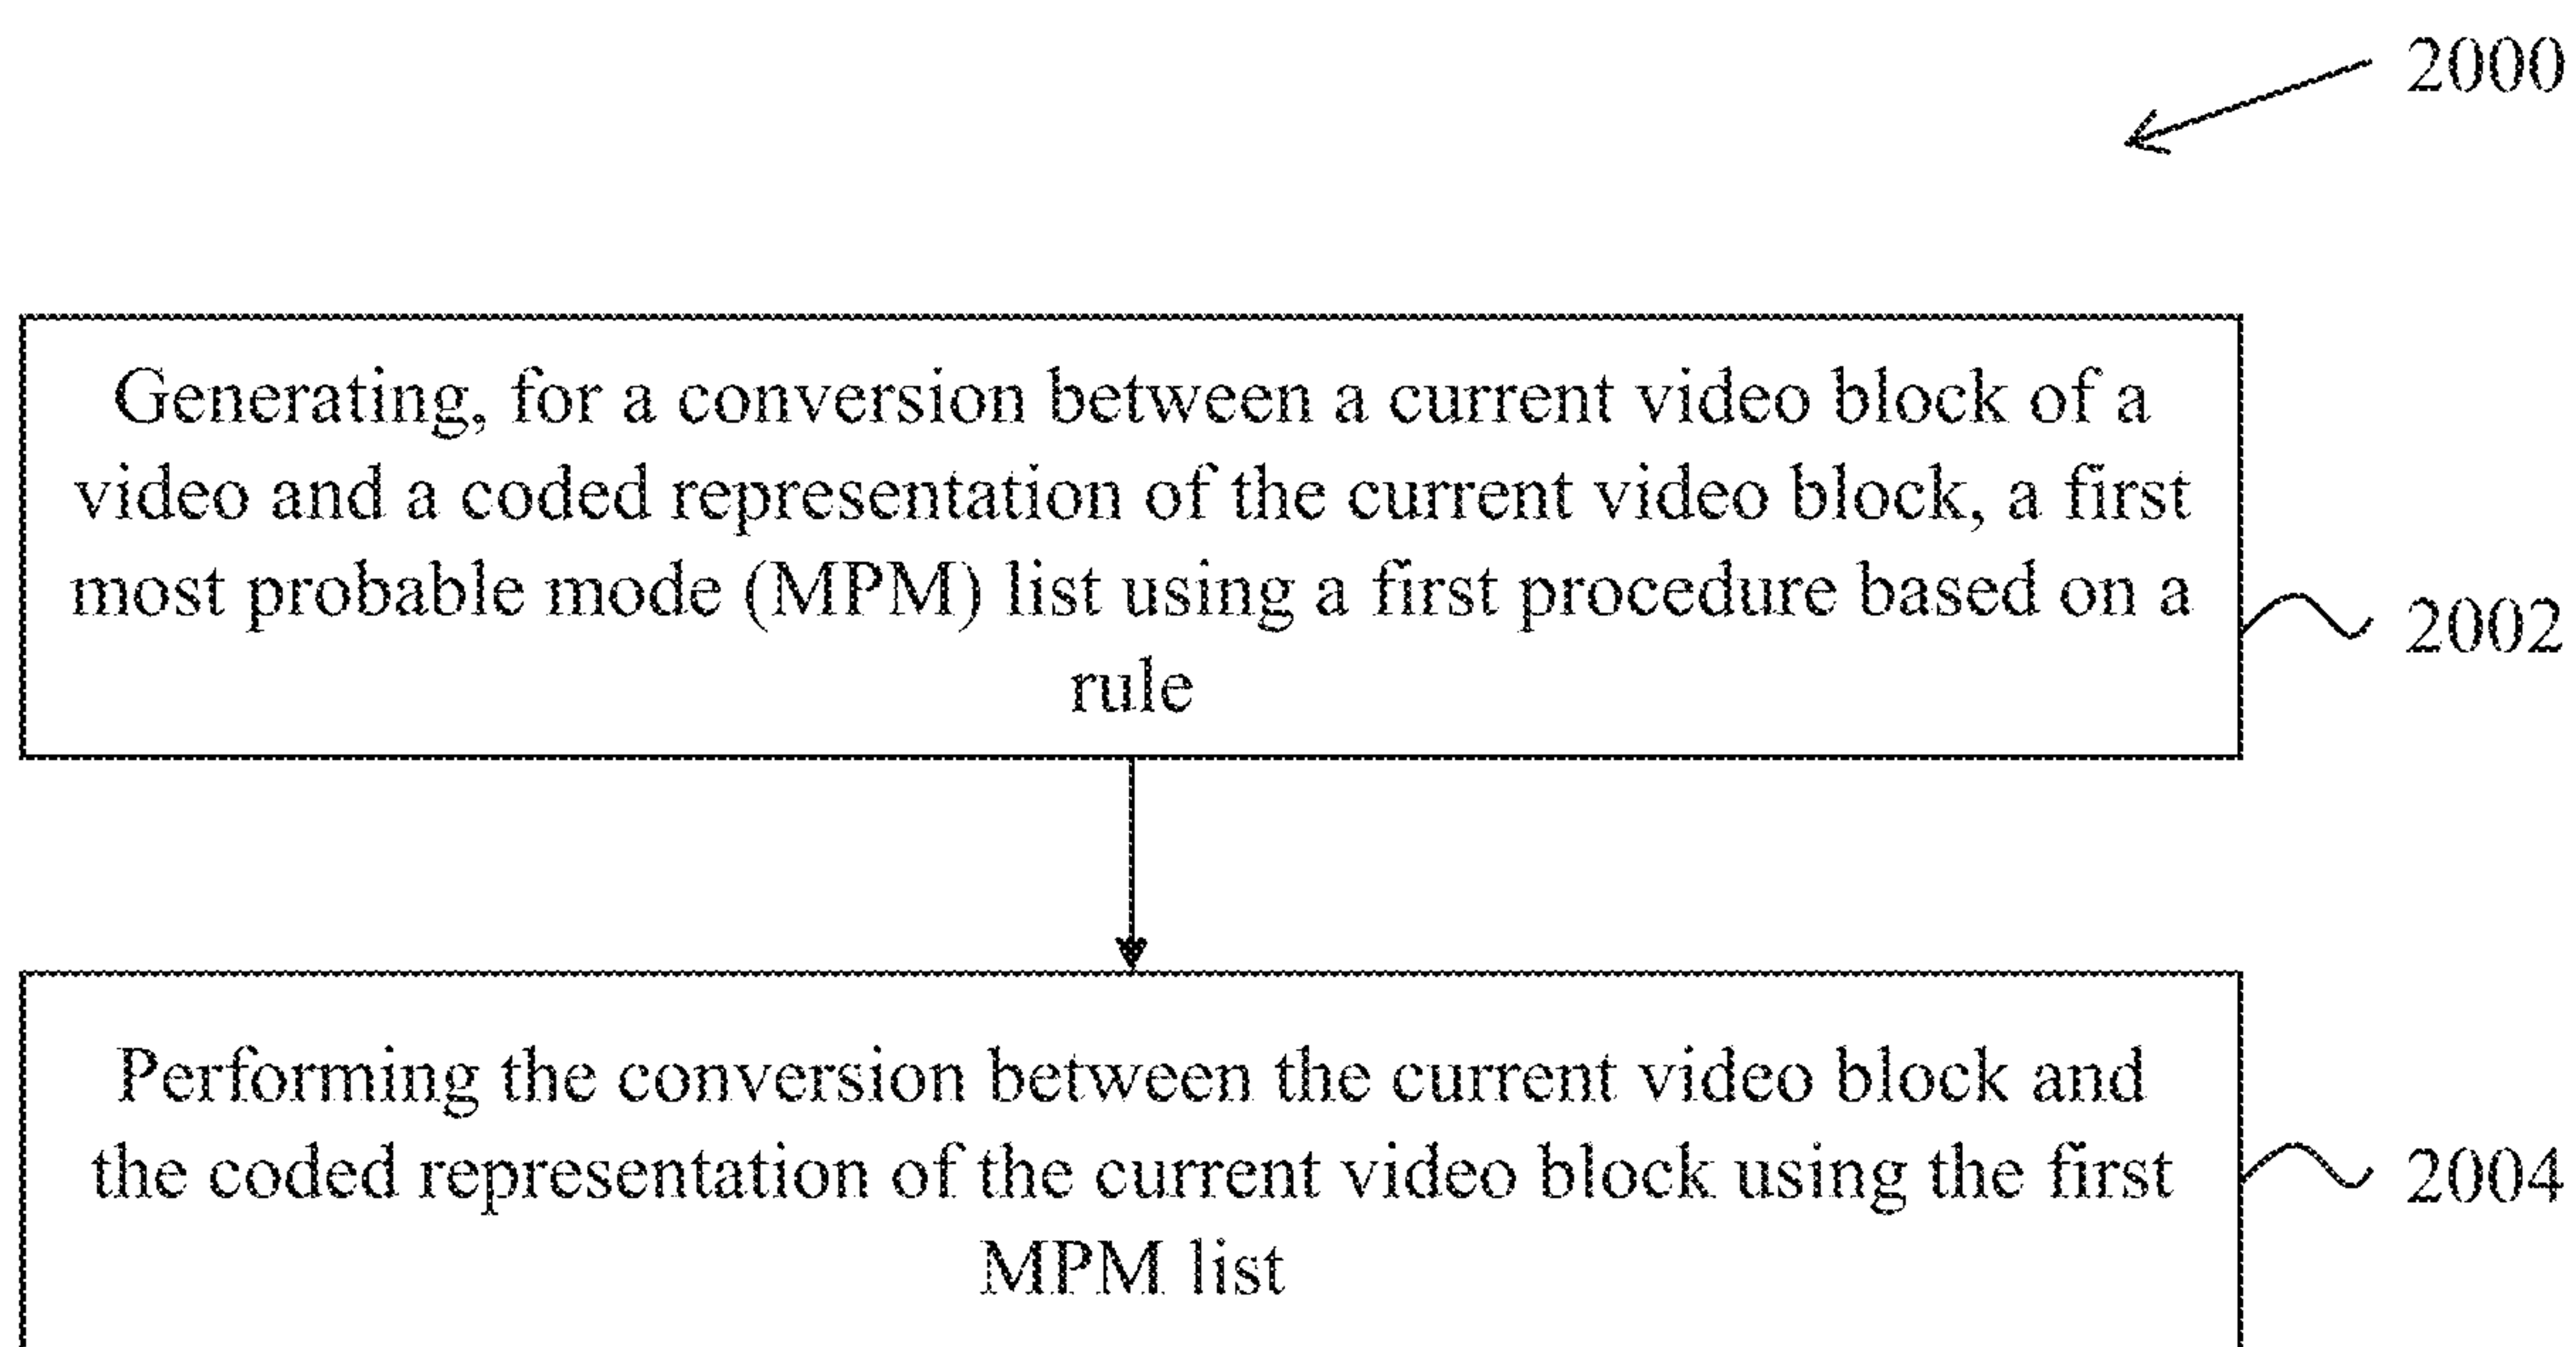 2000
Generating, for a conversion between a current video block of a
video and a coded representation of the current video block, a first
most probable mode (MPM) list using a first procedure based on a
rule
2002
Performing the conversion between the current video block and
the coded representation of the current video block using the first
MPM list
2004